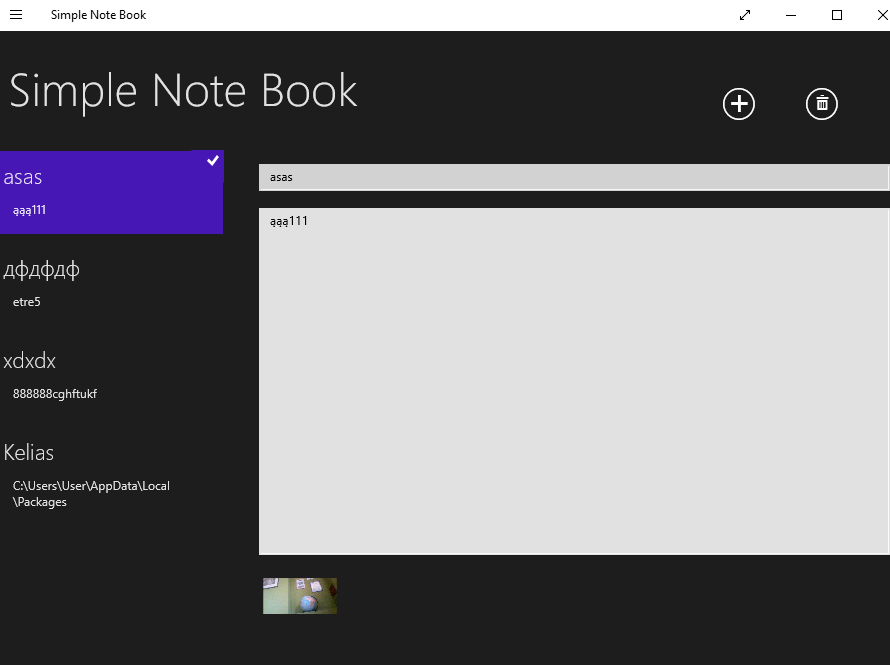 Simple Note Book
Simple Note Book
asas
ąąą111
дфдфдф
etre5
xdxdx
888888cghftukf
Kelias
C:\Users\User\AppData\Local
\Packages
asas
ąąą111